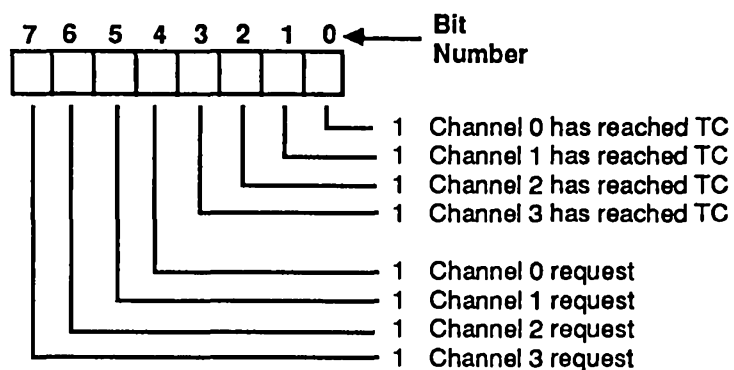 7 6 5 4 3 2 1 0 Bit
Number
1 Channel 0 has reached TC
1 Channel 1 has reached TC
1 Channel 2 has reached TC
1 Channel 3 has reached TC
1 Channel 0 request
1 Channel 1 request
1 Channel 2 request
1 Channel 3 request